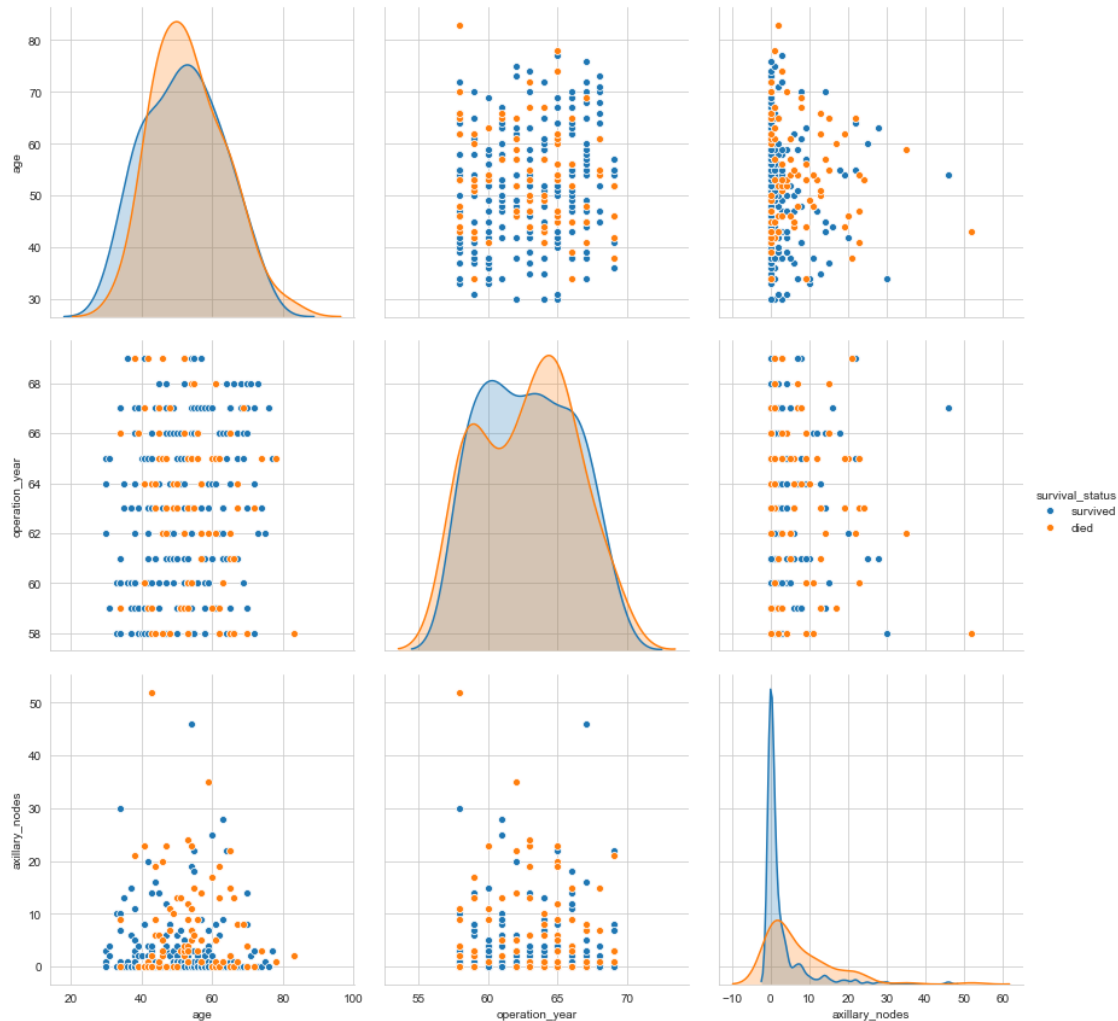 80
70
60
50
40
30
age
68
66
64
62
60
58
operation_year
survival_status
survived
died
50
40
30
20
10
0
axillary_nodes
20 40 60 80 100
age
55 60 65 70
operation_year
-10 0 10 20 30 40 50 60
axillary_nodes